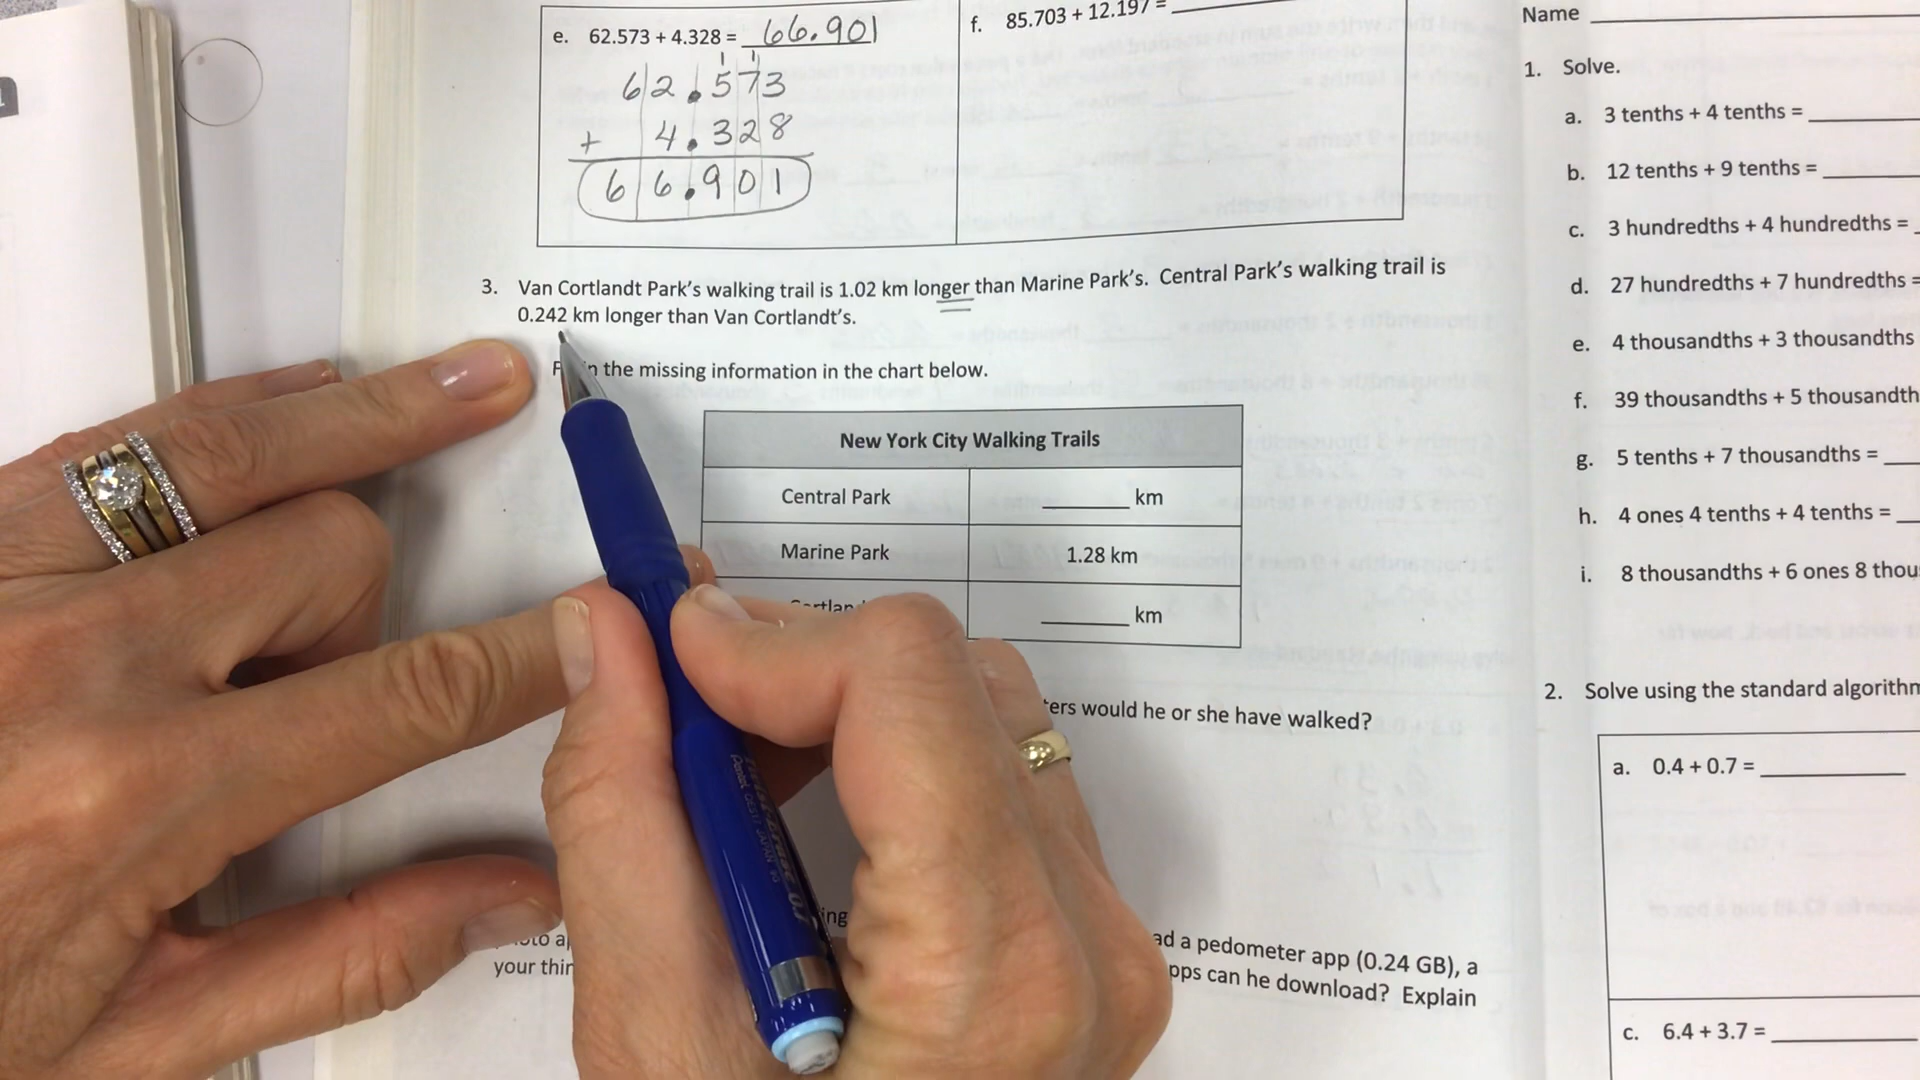 e. 62.573 + 4.328 = 66.901
1 1
62.573
+ 4.328
66.901
f. 85.703 + 12.197 =
3. Van Cortlandt Park's walking trail is 1.02 km longer than Marine Park's. Central Park's walking trail is
0.242 km longer than Van Cortlandt's.
the missing information in the chart below.
New York City Walking Trails
Central Park ______ km
Marine Park 1.28 km
______ km
would he or she have walked?
ad a pedometer app (0.24 GB), a
your can he download? Explain
Name
1. Solve.
a. 3 tenths + 4 tenths =
b. 12 tenths + 9 tenths =
c. 3 hundredths + 4 hundredths =
d. 27 hundredths + 7 hundredths =
e. 4 thousandths + 3 thousandths
f. 39 thousandths + 5 thousandth
g. 5 tenths + 7 thousandths =
h. 4 ones 4 tenths + 4 tenths =
i. 8 thousandths + 6 ones 8 thou
2. Solve using the standard algorithm
a. 0.4 + 0.7 =
c. 6.4 + 3.7 =
Pentel